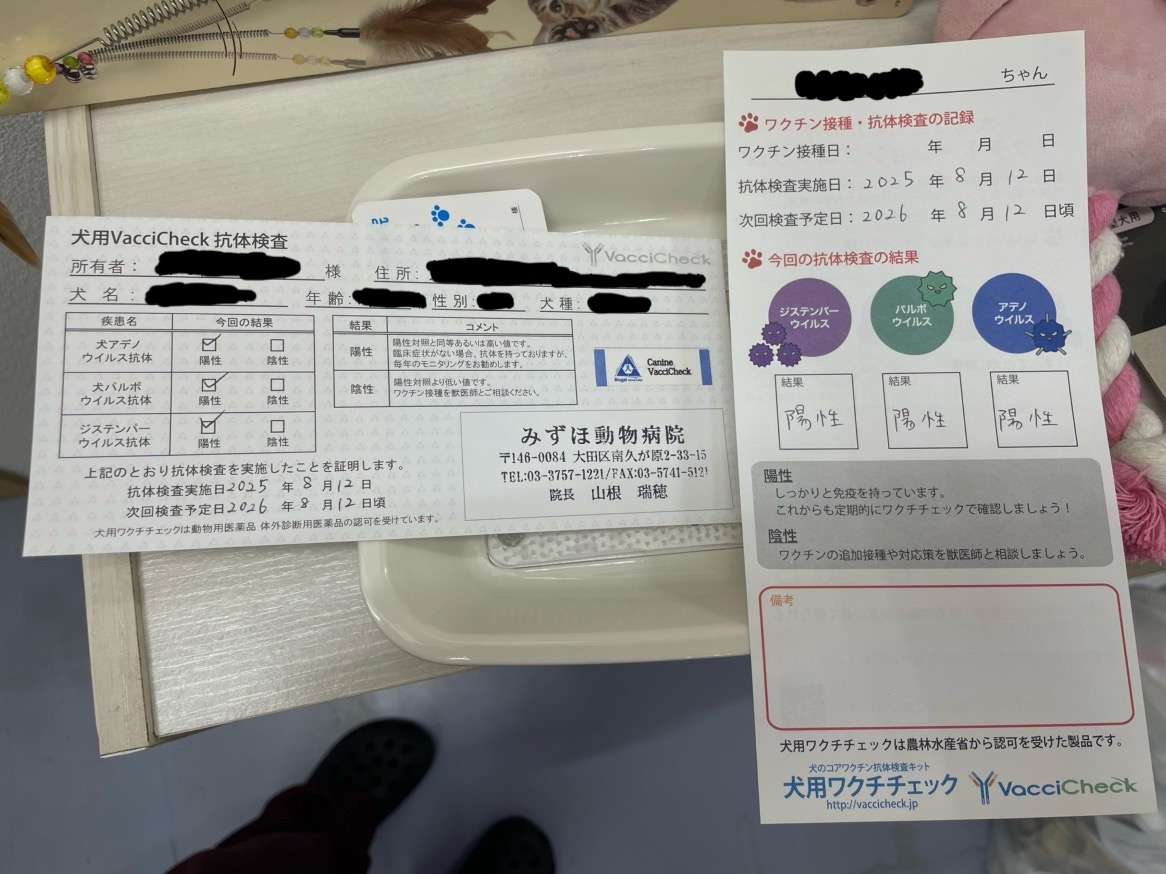 犬用VacciCheck 抗体検査
VacciCheck
所有者: 様 住所:
犬 名: 年 齢: 性 別: 犬 種:
疾患名 今回の結果
犬アデノ
ウイルス抗体
陽性 陰性
犬パルボ
ウイルス抗体
陽性 陰性
ジステンパー
ウイルス抗体
陽性 陰性
結果 コメント
陽性
陽性対照と同等あるいは高い値です。
臨床症状がない場合、抗体を持っておりますが、
毎年のモニタリングをお勧めします。
陰性
陽性対照より低い値です。
ワクチン接種を獣医師とご相談ください。
Canine
VacciCheck
みずほ動物病院
〒146-0084 大田区南久が原2-33-15
TEL:03-3757-1221/FAX:03-5741-5121
院長 山根 瑞穂
上記のとおり抗体検査を実施したことを証明します。
抗体検査実施日2025 年 8 月 12 日
次回検査予定日2026 年 8 月 12 日頃
犬用ワクチチェックは動物用医薬品 体外診断用医薬品の認可を受けています。
様
ちゃん
ワクチン接種・抗体検査の記録
ワクチン接種日: 年 月 日
抗体検査実施日: 2025 年 8 月 12 日
次回検査予定日: 2026 年 8 月 12 日頃
今回の抗体検査の結果
ジステンパー
ウイルス
パルボ
ウイルス
アデノ
ウイルス
結果 結果 結果
陽性 陽性 陽性
陽性
しっかりと免疫を持っています。
これからも定期的にワクチチェックで確認しましょう!
陰性
ワクチンの追加接種や対応策を獣医師と相談しましょう。
備考
犬用ワクチチェックは農林水産省から認可を受けた製品です。
犬のコアワクチン抗体検査キット
犬用ワクチチェック VacciCheck
http://vaccicheck.jp
犬用